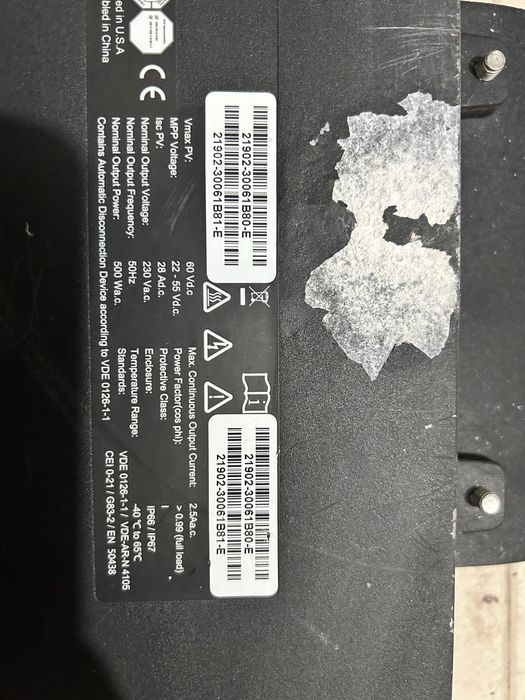 ed in U.S.A
bled in China
CE
21902-30061B80-E
21902-30061B81-E
21902-30061B80-E
21902-30061B81-E
Vmax PV: 60 Vd.c Max. Continuous Output Current: 2.5Aa.c.
MPP Voltage: 22 - 55 Vd.c. Power Factor(cos phi): > 0.99 (full load)
Isc PV: 28 Ad.c. Protective Class: I
Nominal Output Voltage: 230 Va.c. Enclosure: IP66 / IP67
Nominal Output Frequency: 50Hz Temperature Range: -40 °C to 65°C
Nominal Output Power: 500 Wa.c. Standards: VDE 0126-1-1 / VDE-AR-N 4105
Contains Automatic Disconnection Device according to VDE 0126-1-1 CEI 0-21 / G83-2 / EN 50438